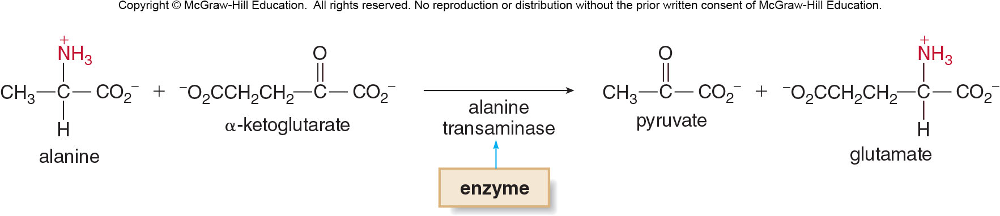 Copyright © McGraw-Hill Education.  All rights reserved. No reproduction or distribution without the prior written consent of McGraw-Hill Education.
+ O O +
NH₃ NH₃
CH₃—C—CO₂⁻ + ⁻O₂CCH₂CH₂—C—CO₂⁻ CH₃—C—CO₂⁻ + ⁻O₂CCH₂CH₂—C—CO₂⁻
H H
alanine
α-ketoglutarate
alanine
transaminase
enzyme
pyruvate
glutamate